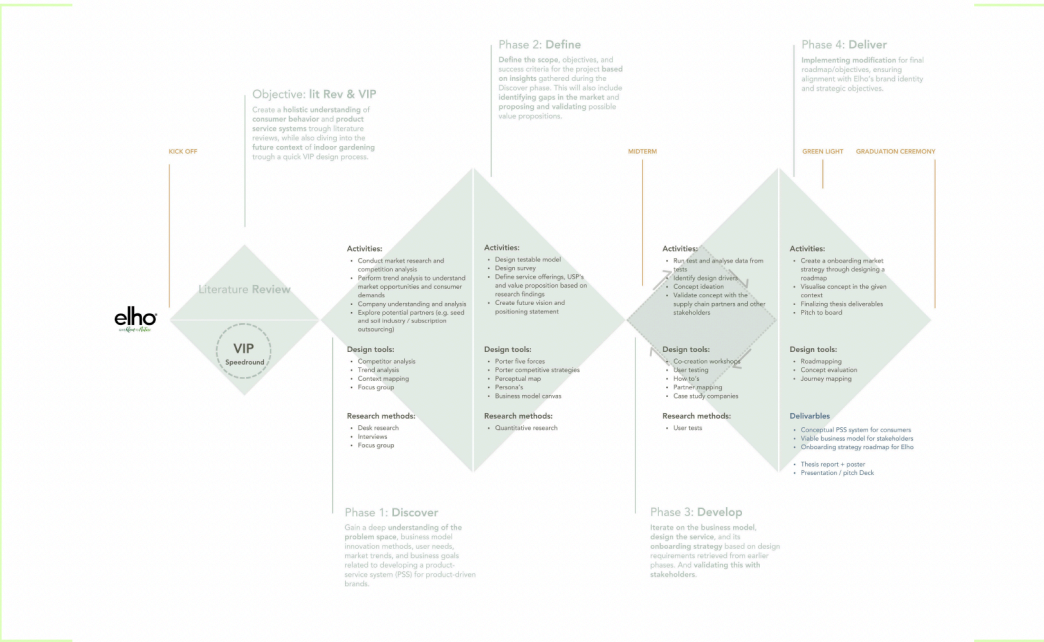 Phase 2: Define
Define the scope, objectives, and
success criteria for the project based
on insights gathered during the
Discover phase. This will also include
identifying gaps in the market and
proposing and validating possible
value propositions.
Phase 4: Deliver
Implementing modification for final
roadmap/objectives, ensuring
alignment with Elho's brand identity
and strategic objectives.
Objective: lit Rev & VIP
Create a holistic understanding of
consumer behavior and product
service systems trough literature
reviews, while also diving into the
future context of indoor gardening
trough a quick VIP design process.
KICK OFF
MIDTERM
GREEN LIGHT
GRADUATION CEREMONY
elho
Literature Review
VIP
Speedround
Activities:
• Conduct market research and
competition analysis
• Perform trend analysis to understand
market opportunities and consumer
demands
• Company understanding and analysis
• Explore potential partners (e.g. seed
and soil industry / subscription
outsourcing)
Design tools:
• Competitor analysis
• Trend analysis
• Context mapping
• Focus group
Research methods:
• Desk research
• Interviews
• Focus group
Activities:
• Design testable model
• Design survey
• Define service offerings, USP's
and value proposition based on
research findings
• Create future vision and
positioning statement
Design tools:
• Porter five forces
• Porter competitive strategies
• Perceptual map
• Persona's
• Business model canvas
Research methods:
• Quantitative research
Activities:
• Run test and analyse data from
tests
• Identify design drivers
• Concept ideation
• Validate concept with the
supply chain partners and other
stakeholders
Design tools:
• Co-creation workshops
• User testing
• How to's
• Partner mapping
• Case study companies
Research methods:
• User tests
Activities:
• Create a onboarding market
strategy through designing a
roadmap
• Visualise concept in the given
context
• Finalizing thesis deliverables
• Pitch to board
Design tools:
• Roadmapping
• Concept evaluation
• Journey mapping
Delivarbles
• Conceptual PSS system for consumers
• Viable business model for stakeholders
• Onboarding strategy roadmap for Elho
• Thesis report + poster
• Presentation / pitch Deck
Phase 1: Discover
Gain a deep understanding of the
problem space, business model
innovation methods, user needs,
market trends, and business goals
related to developing a product-
service system (PSS) for product-driven
brands.
Phase 3: Develop
Iterate on the business model,
design the service, and its
onboarding strategy based on design
requirements retrieved from earlier
phases. And validating this with
stakeholders.